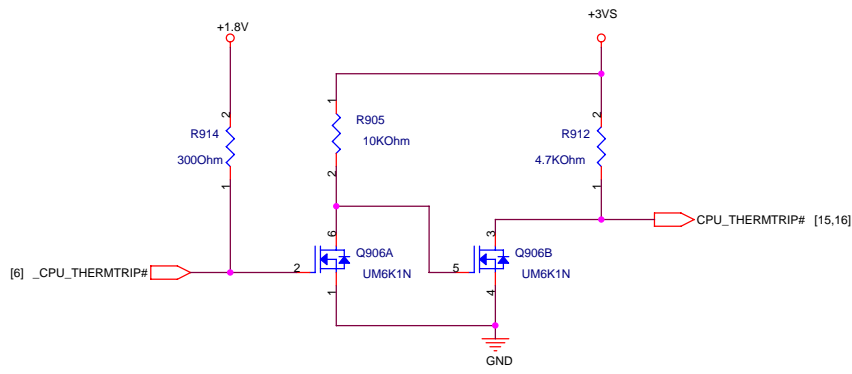 +1.8V
+3VS
2
R914
300Ohm
1
1
R905
10KOhm
2
2
R912
4.7KOhm
1
CPU_THERMTRIP# [15,16]
6
Q906A
UM6K1N
2
1
3
Q906B
UM6K1N
5
4
[6] _CPU_THERMTRIP#
GND